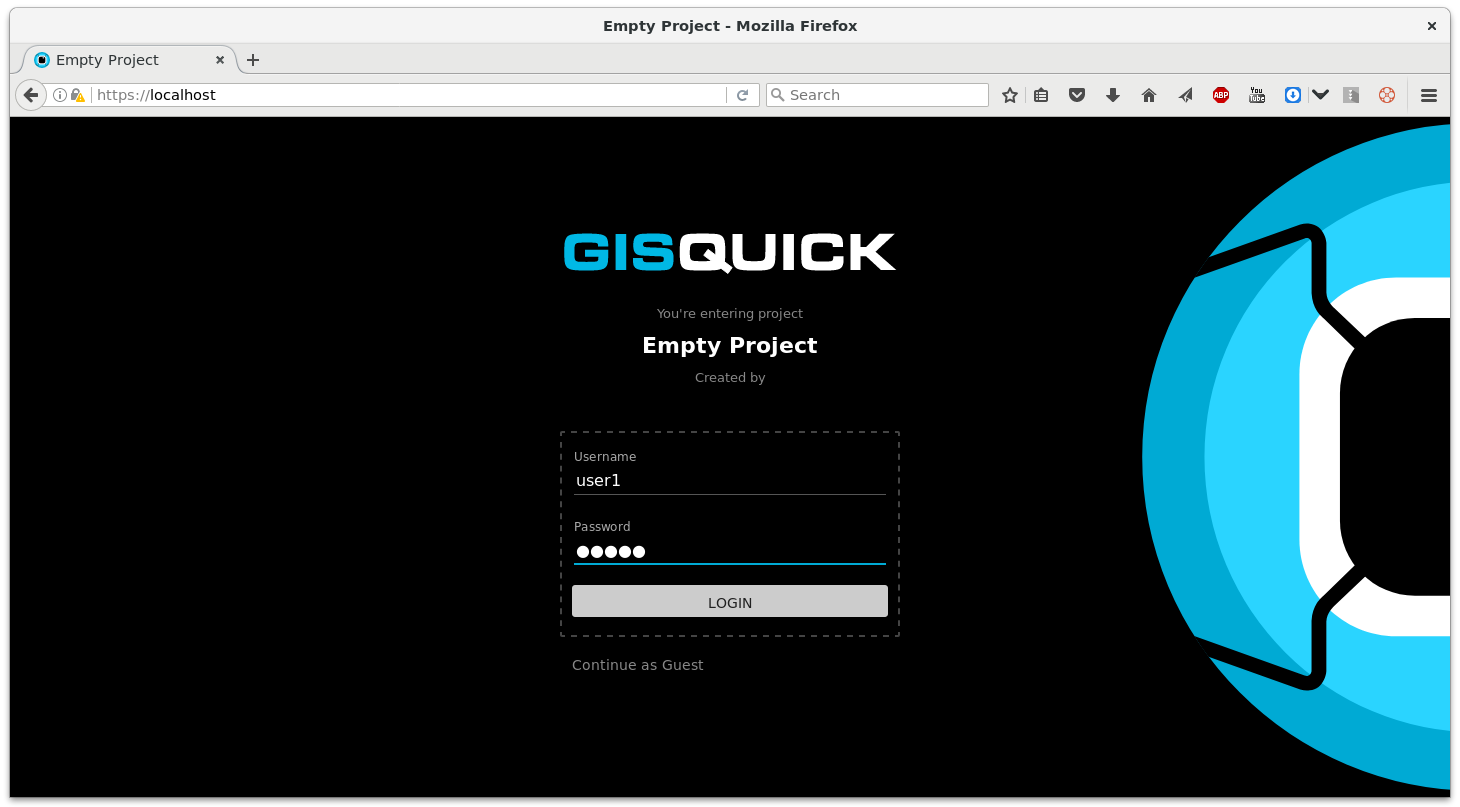 Empty Project - Mozilla Firefox
Empty Project
https://localhost
Search
ABP
You
Tube
GISQUICK
You're entering project
Empty Project
Created by
Username
user1
Password
●●●●●
LOGIN
Continue as Guest